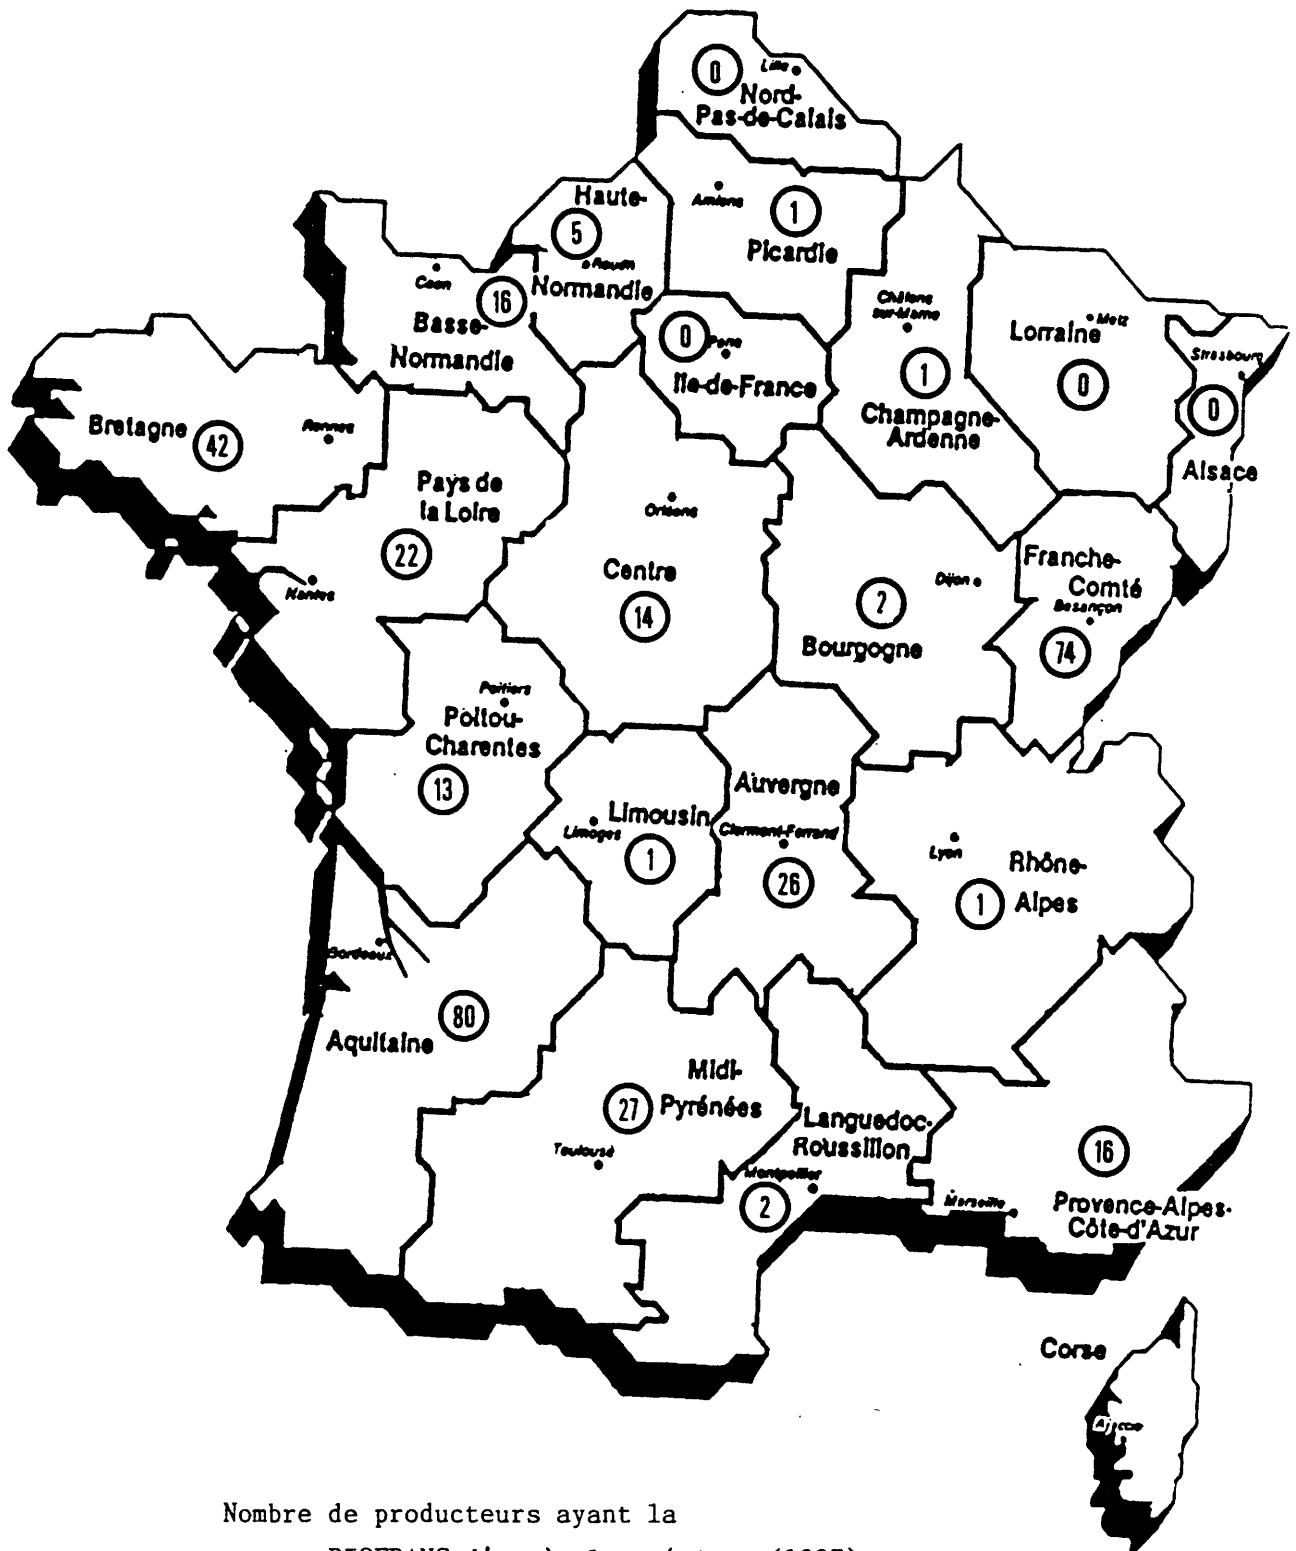 0
Lille
Nord-
Pas-de-Calais
Haute-
5
Rouen
Normandie
Amiens
1
Picardie
Caen
16
Basse-
Normandie
0
Paris
Ile-de-France
Châlons
sur-Marne
1
Champagne-
Ardenne
Lorraine
Metz
0
Strasbourg
0
Alsace
Bretagne
42
Rennes
Pays de
la Loire
22
Nantes
Orléans
Centre
14
Dijon
2
Bourgogne
Franche-
Comté
Besançon
74
Poitiers
Poitou-
Charentes
13
Limousin
Limoges
1
Auvergne
Clermont-Ferrand
26
Lyon
Rhône-
1
Alpes
Bordeaux
80
Aquitaine
Midi-
27
Pyrénées
Toulouse
Languedoc-
Roussillon
Montpellier
2
16
Marseille
Provence-Alpes-
Côte-d'Azur
Corse
Ajaccio
Nombre de producteurs ayant la